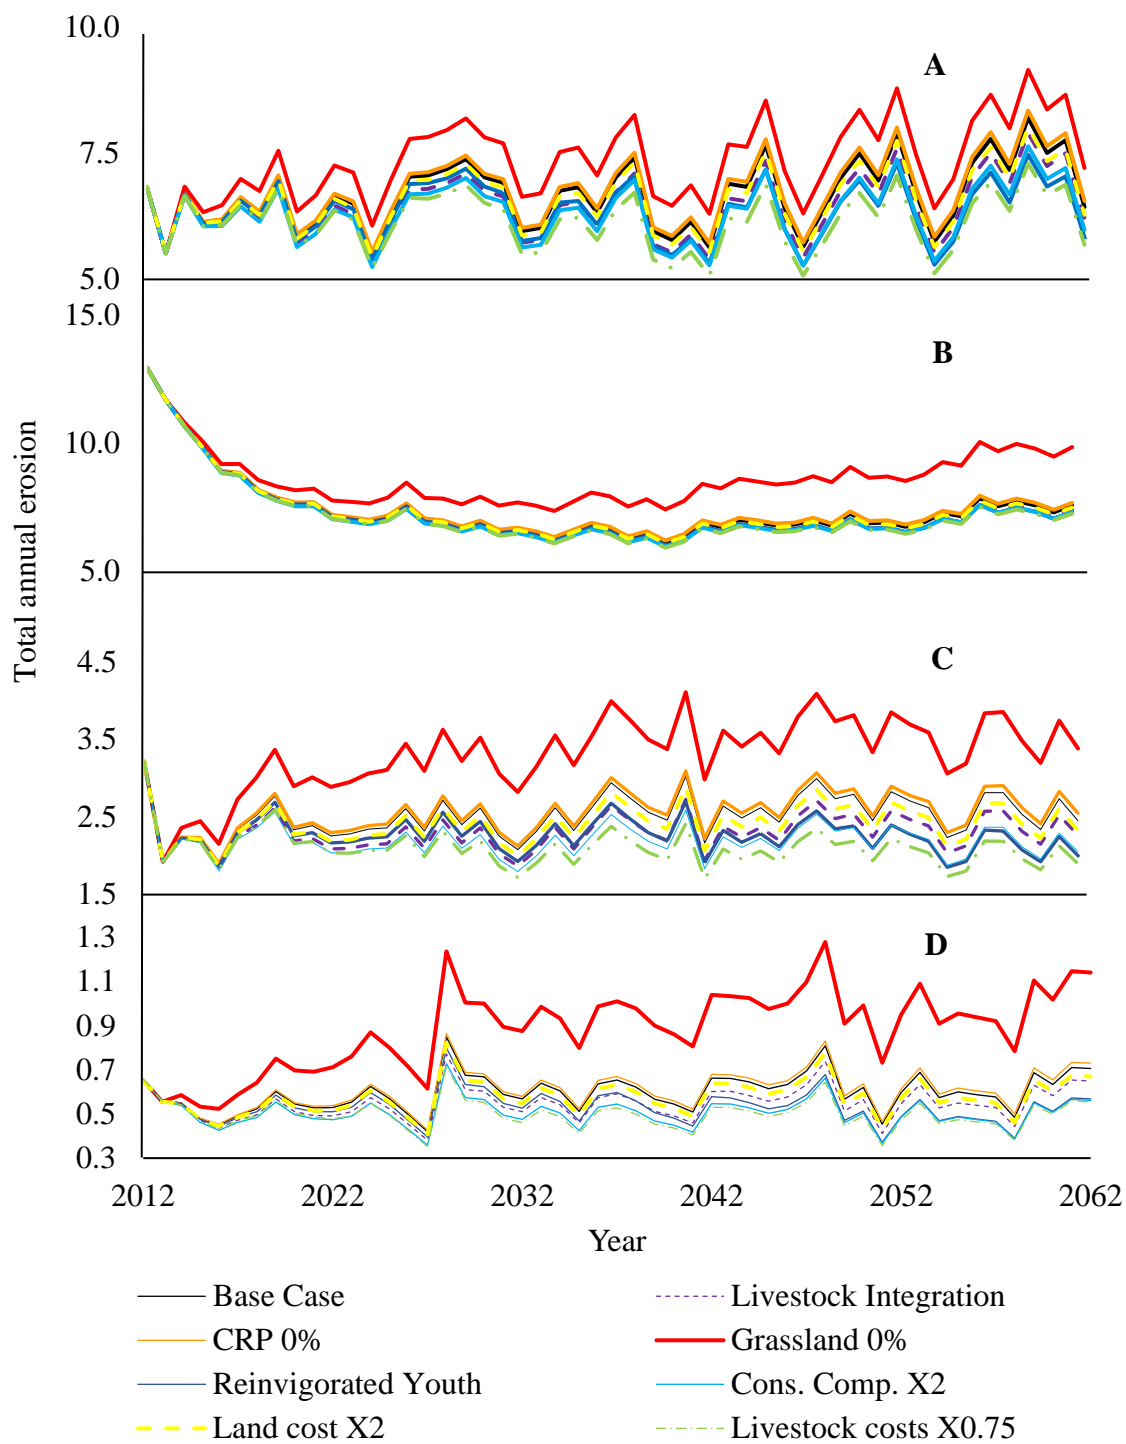 10.0
A
7.5
5.0
15.0
B
10.0
5.0
Total annual erosion
4.5
C
3.5
2.5
1.5
1.3
D
1.1
0.9
0.7
0.5
0.3
2012 2022 2032 2042 2052 2062
Year
Base Case Livestock Integration
CRP 0% Grassland 0%
Reinvigorated Youth Cons. Comp. X2
Land cost X2 Livestock costs X0.75